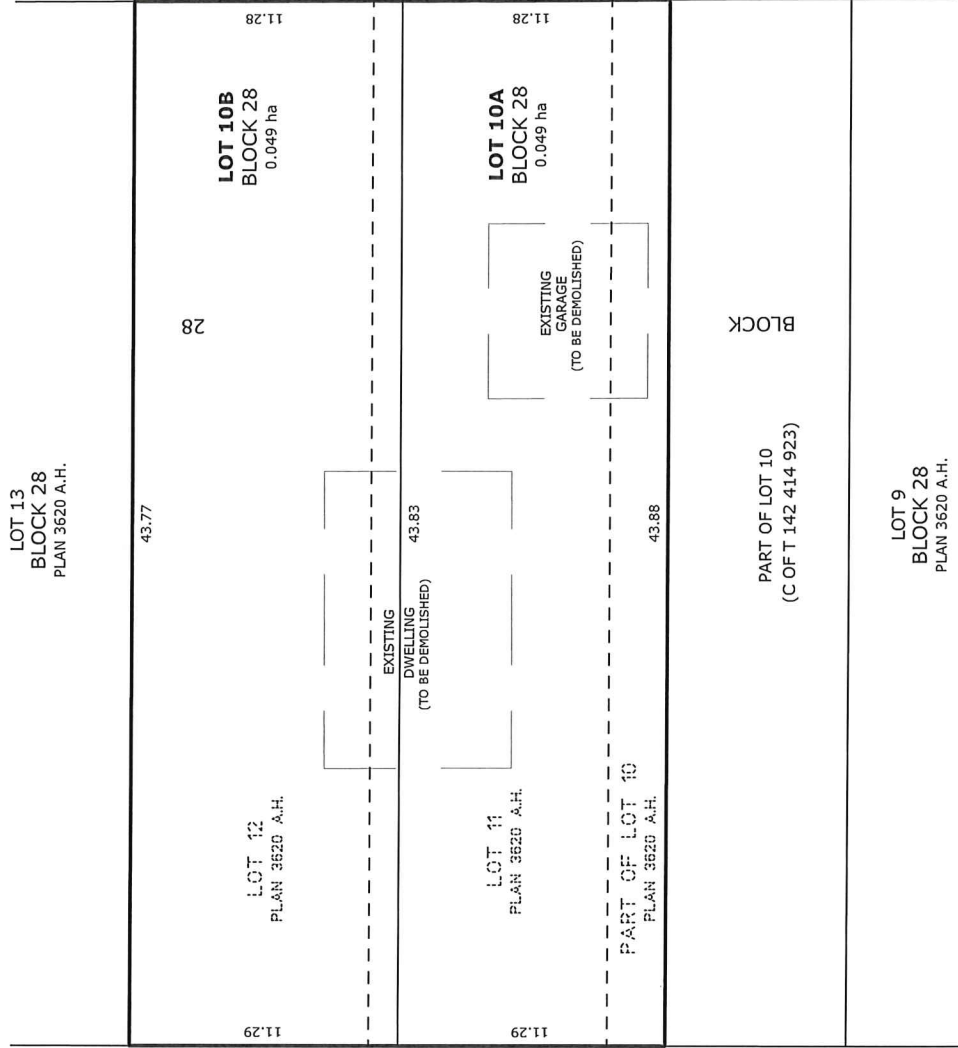 LOT 13
BLOCK 28
PLAN 3620 A.H.
11.28
11.28
LOT 10B
BLOCK 28
0.049 ha
LOT 10A
BLOCK 28
0.049 ha
28
EXISTING
GARAGE
(TO BE DEMOLISHED)
BLOCK
43.77
43.83
43.88
EXISTING
DWELLING
(TO BE DEMOLISHED)
PART OF LOT 10
(C OF T 142 414 923)
LOT 9
BLOCK 28
PLAN 3620 A.H.
LOT 12
PLAN 3620 A.H.
LOT 11
PLAN 3620 A.H.
PART OF LOT 10
PLAN 3620 A.H.
11.29
11.29